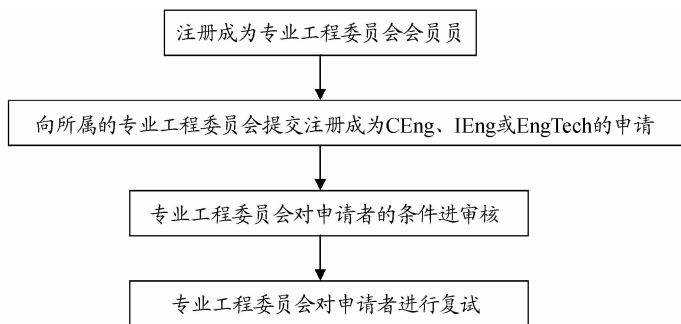 注册成为专业工程委员会会员员
向所属的专业工程委员会提交注册成为CEng、IEng或EngTech的申请
专业工程委员会对申请者的条件进审核
专业工程委员会对申请者进行复试